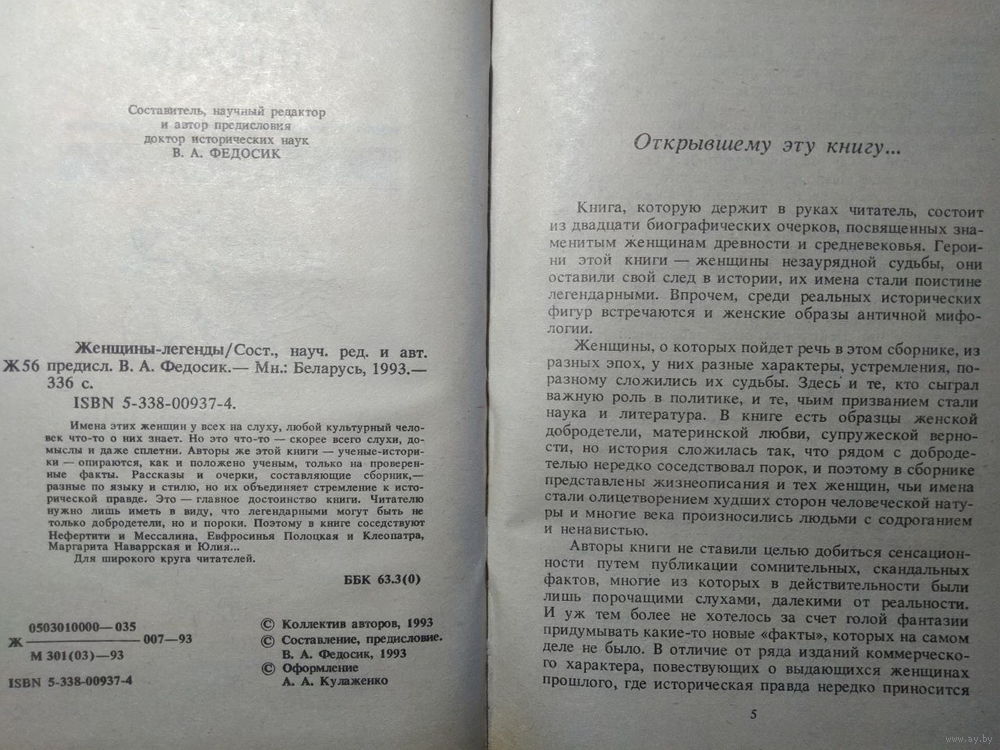 Составитель, научный редактор
и автор предисловия
доктор исторических наук
В. А. ФЕДОСИК
Женщины-легенды/Сост., науч. ред. и авт.
Ж56 предисл. В. А. Федосик.— Мн.: Беларусь, 1993.—
336 с.
ISBN 5-338-00937-4.
Имена этих женщин у всех на слуху, любой культурный чело-
век что-то о них знает. Но это что-то — скорее всего слухи, до-
мыслы и даже сплетни. Авторы же этой книги — ученые-истори-
ки — опираются, как и положено ученым, только на проверен-
ные факты. Рассказы и очерки, составляющие сборник,—
разные по языку и стилю, но их объединяет стремление к исто-
рической правде. Это — главное достоинство книги. Читателю
нужно лишь иметь в виду, что легендарными могут быть не
только добродетели, но и пороки. Поэтому в книге соседствуют
Нефертити и Мессалина, Евфросинья Полоцкая и Клеопатра,
Маргарита Наваррская и Юлия...
Для широкого круга читателей.
ББК 63.3(0)
0503010000—035
Ж 007—93
М 301(03)—93
ISBN 5-338-00937-4
© Коллектив авторов, 1993
© Составление, предисловие.
В. А. Федосик, 1993
© Оформление
А. А. Кулаженко
Открывшему эту книгу...
Книга, которую держит в руках читатель, состоит
из двадцати биографических очерков, посвященных зна-
менитым женщинам древности и средневековья. Герои-
ни этой книги — женщины незаурядной судьбы, они
оставили свой след в истории, их имена стали поистине
легендарными. Впрочем, среди реальных исторических
фигур встречаются и женские образы античной мифо-
логии.
Женщины, о которых пойдет речь в этом сборнике, из
разных эпох, у них разные характеры, устремления, по-
разному сложились их судьбы. Здесь и те, кто сыграл
важную роль в политике, и те, чьим призванием стали
наука и литература. В книге есть образцы женской
добродетели, материнской любви, супружеской верно-
сти, но история сложилась так, что рядом с доброде-
телью нередко соседствовал порок, и поэтому в сборнике
представлены жизнеописания и тех женщин, чьи имена
стали олицетворением худших сторон человеческой нату-
ры и многие века произносились людьми с содроганием
и ненавистью.
Авторы книги не ставили целью добиться сенсацион-
ности путем публикации сомнительных, скандальных
фактов, многие из которых в действительности были
лишь порочащими слухами, далекими от реальности.
И уж тем более не хотелось за счет голой фантазии
придумывать какие-то новые «факты», которых на самом
деле не было. В отличие от ряда изданий коммерческо-
го характера, повествующих о выдающихся женщинах
прошлого, где историческая правда нередко приносится
5
www.ay.by